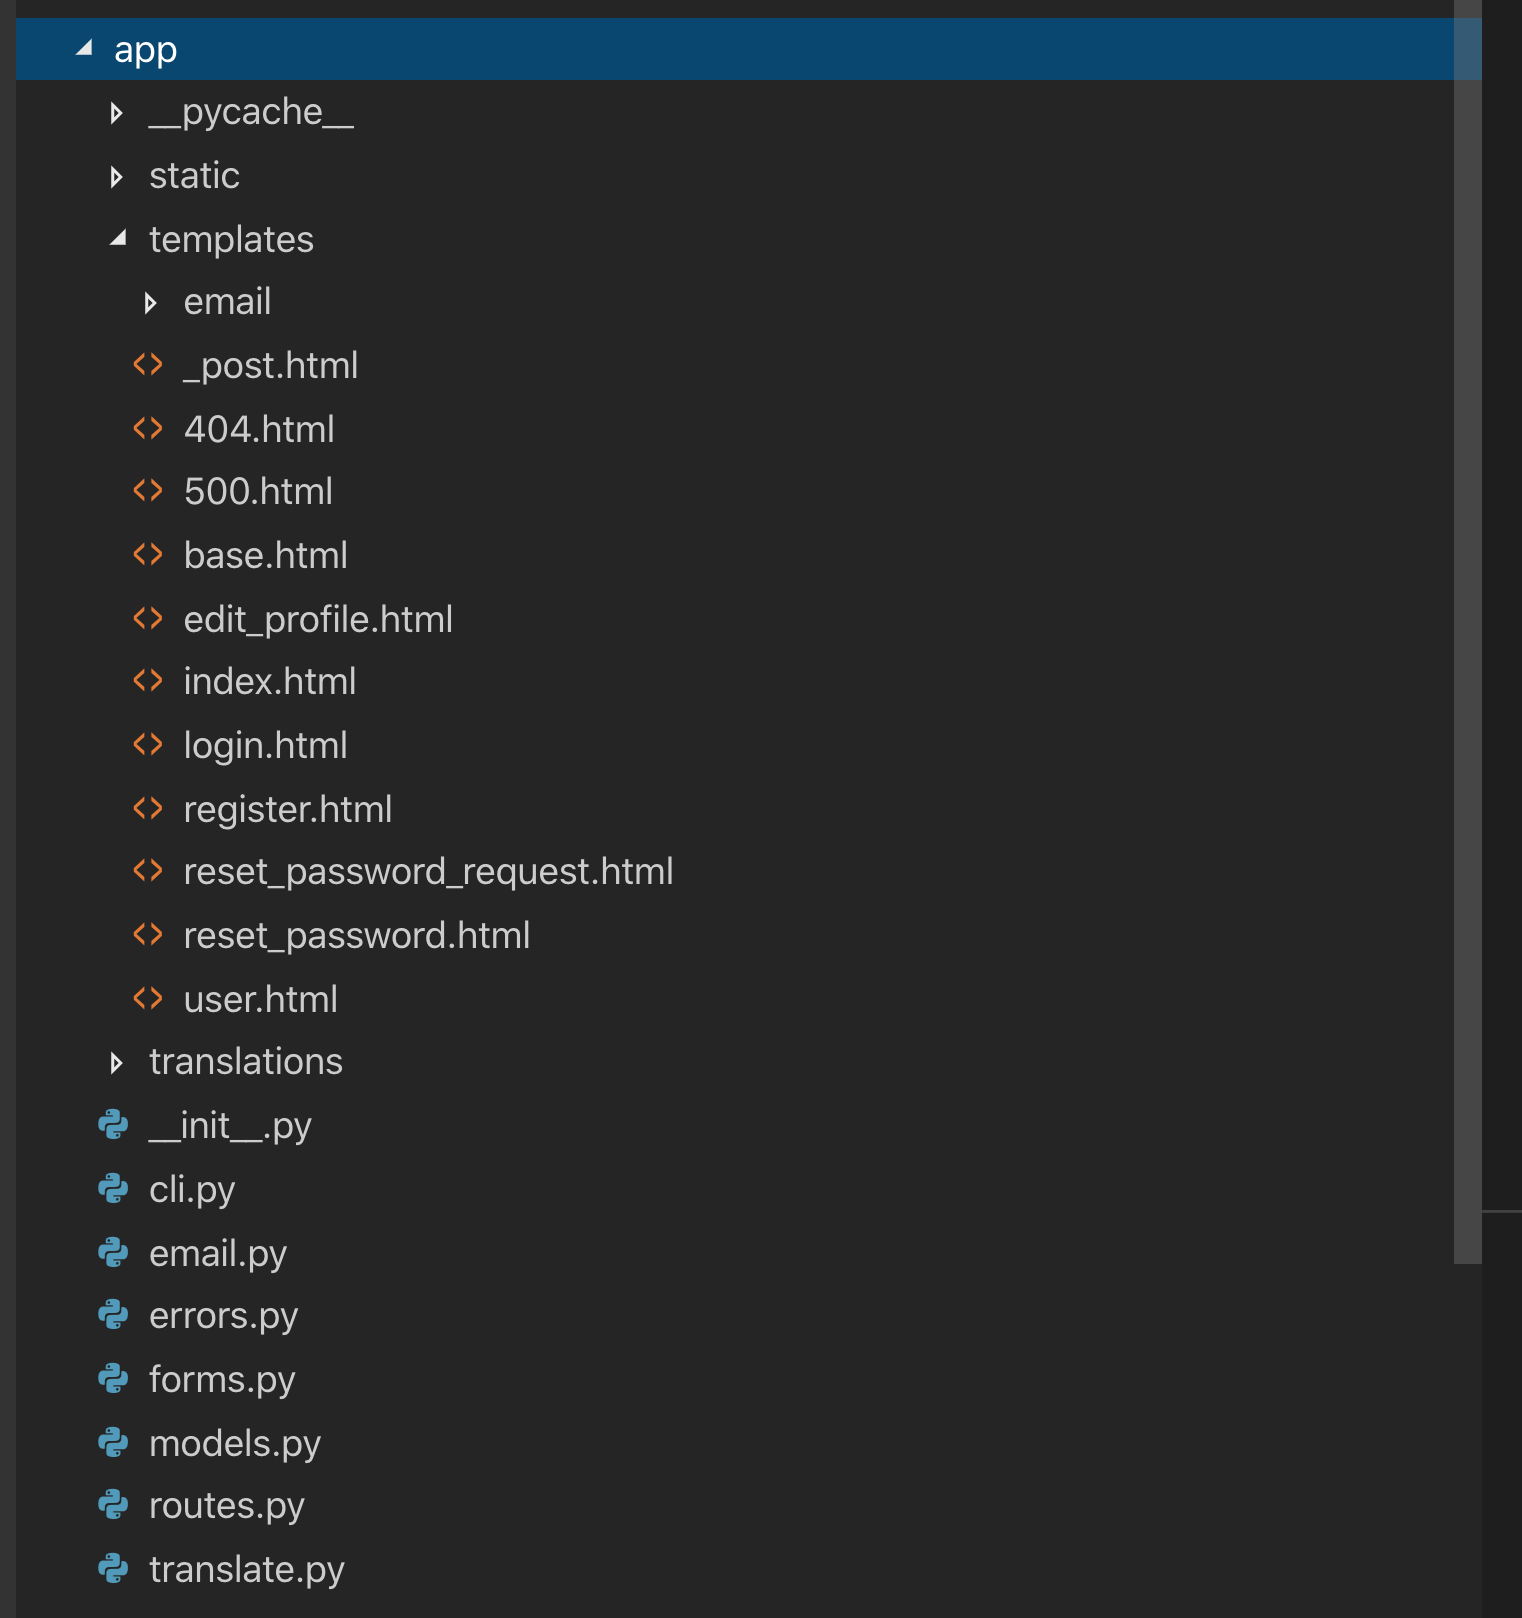 app
__pycache__
static
templates
email
_post.html
404.html
500.html
base.html
edit_profile.html
index.html
login.html
register.html
reset_password_request.html
reset_password.html
user.html
translations
__init__.py
cli.py
email.py
errors.py
forms.py
models.py
routes.py
translate.py